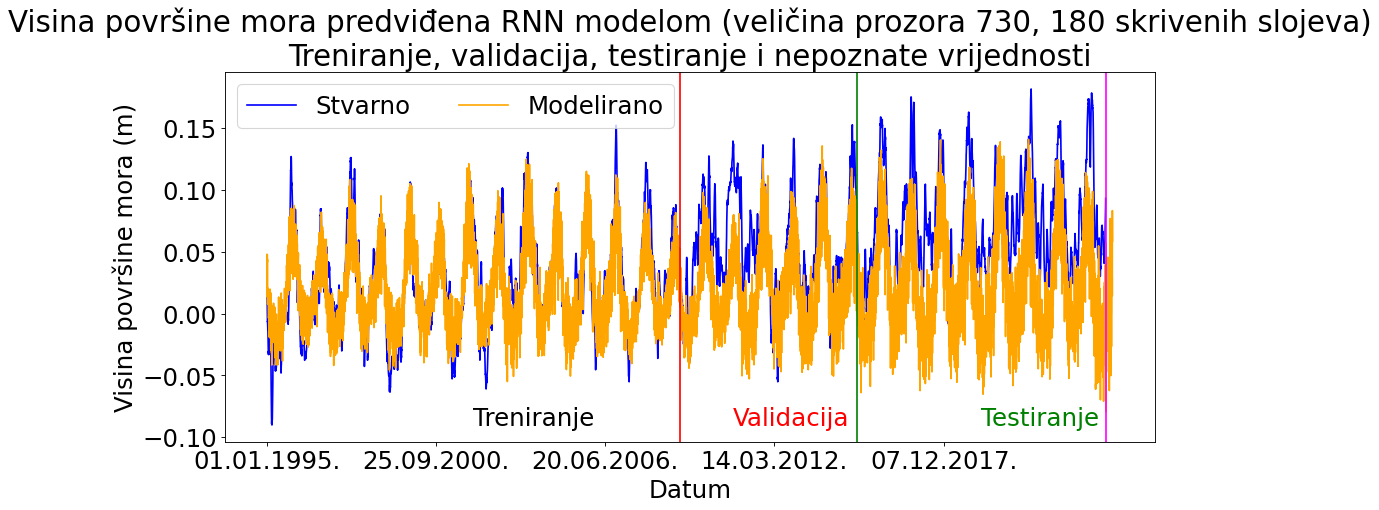 Visina površine mora predviđena RNN modelom (veličina prozora 730, 180 skrivenih slojeva)
Treniranje, validacija, testiranje i nepoznate vrijednosti
Stvarno
Modelirano
Visina površine mora (m)
0.15
0.10
0.05
0.00
−0.05
−0.10
Treniranje
Validacija
Testiranje
01.01.1995.
25.09.2000.
20.06.2006.
14.03.2012.
07.12.2017.
Datum